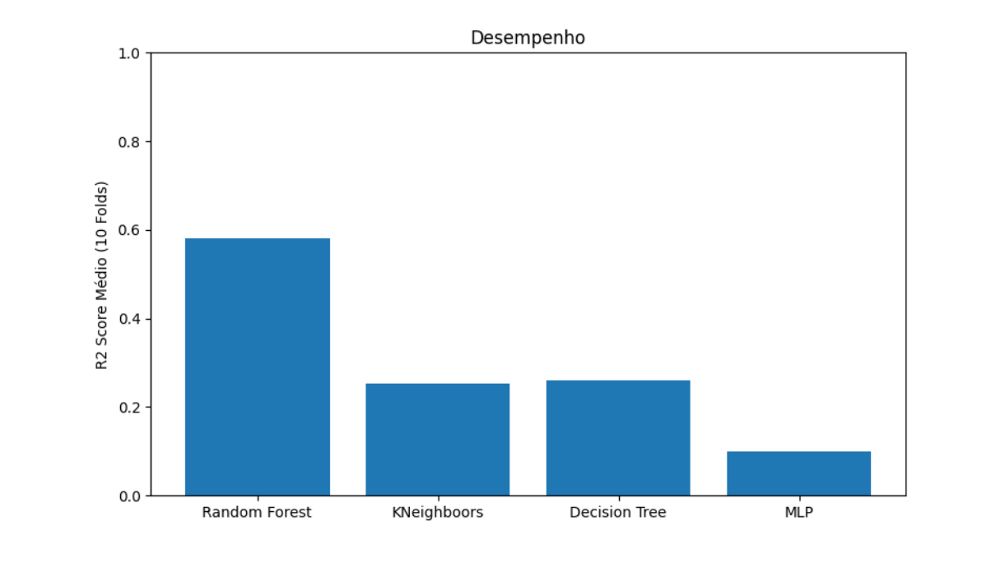 Desempenho
R2 Score Médio (10 Folds)
1.0
0.8
0.6
0.4
0.2
0.0
Random Forest
KNeighboors
Decision Tree
MLP